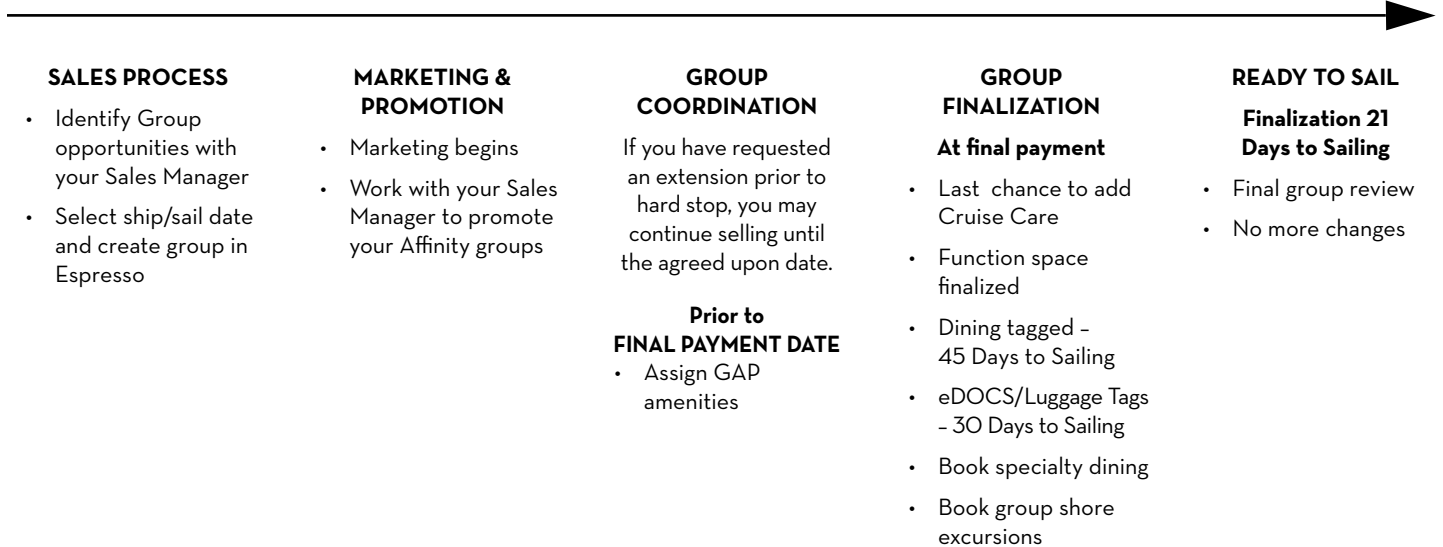 SALES PROCESS
• Identify Group
opportunities with
your Sales Manager
• Select ship/sail date
and create group in
Espresso
MARKETING &
PROMOTION
• Marketing begins
• Work with your Sales
Manager to promote
your Affinity groups
GROUP
COORDINATION
If you have requested
an extension prior to
hard stop, you may
continue selling until
the agreed upon date.
Prior to
FINAL PAYMENT DATE
• Assign GAP
amenities
GROUP
FINALIZATION
At final payment
• Last chance to add
Cruise Care
• Function space
finalized
• Dining tagged –
45 Days to Sailing
• eDOCS/Luggage Tags
– 30 Days to Sailing
• Book specialty dining
• Book group shore
excursions
READY TO SAIL
Finalization 21
Days to Sailing
• Final group review
• No more changes